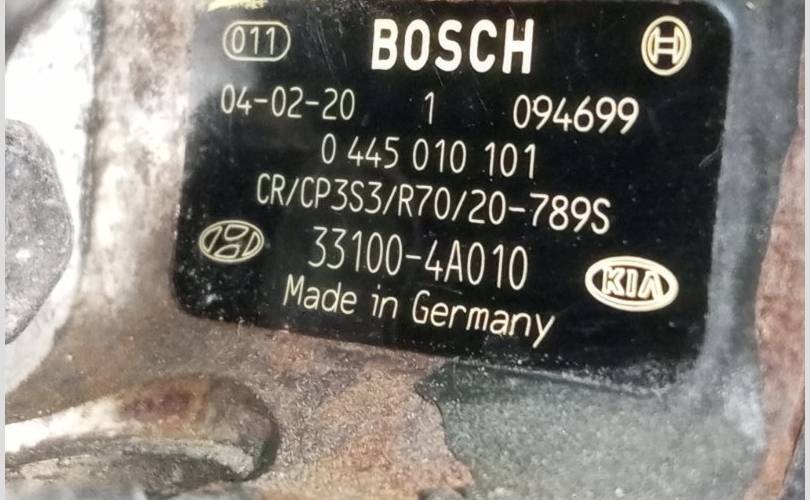 011 BOSCH
04-02-20 1 094699
0 445 010 101
CR/CP3S3/R70/20-789S
33100-4A010 KIA
Made in Germany